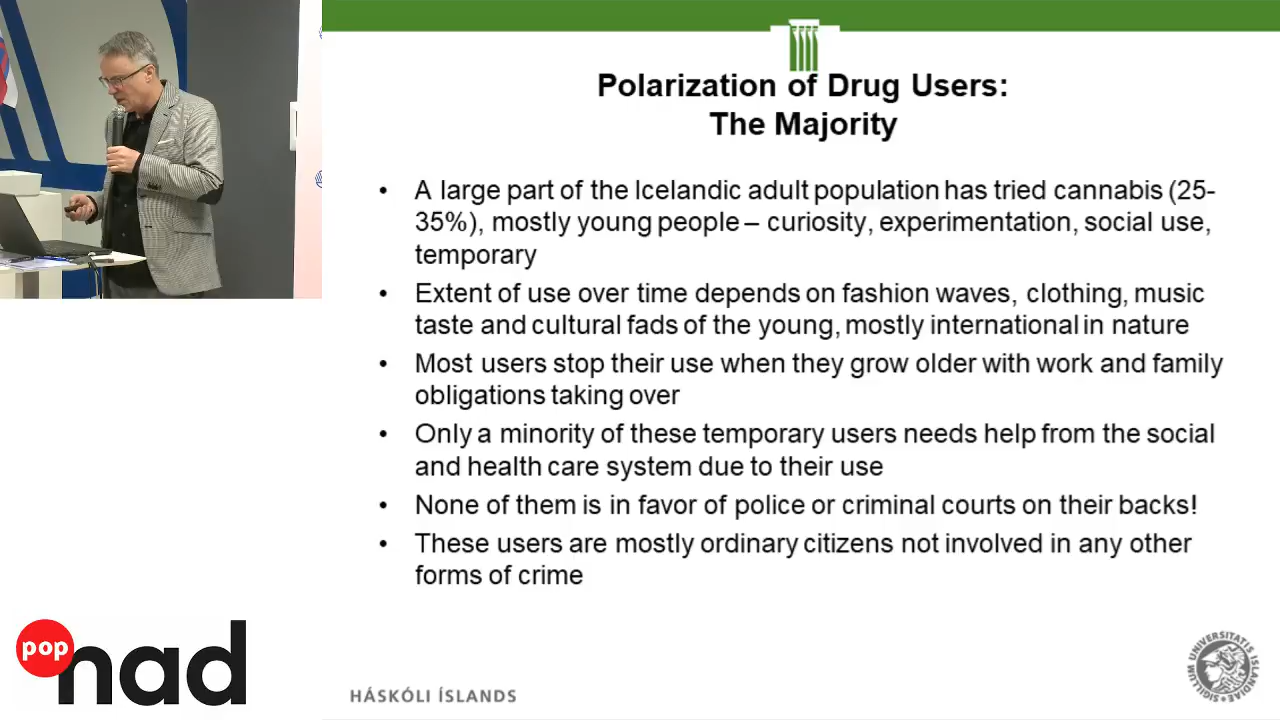 Polarization of Drug Users:
The Majority
• A large part of the Icelandic adult population has tried cannabis (25-
35%), mostly young people – curiosity, experimentation, social use,
temporary
• Extent of use over time depends on fashion waves, clothing, music
taste and cultural fads of the young, mostly international in nature
• Most users stop their use when they grow older with work and family
obligations taking over
• Only a minority of these temporary users needs help from the social
and health care system due to their use
• None of them is in favor of police or criminal courts on their backs!
• These users are mostly ordinary citizens not involved in any other
forms of crime
pop
nad
HÁSKÓLI ÍSLANDS
SIGILLUM UNIVERSITATIS ISLANDIAE